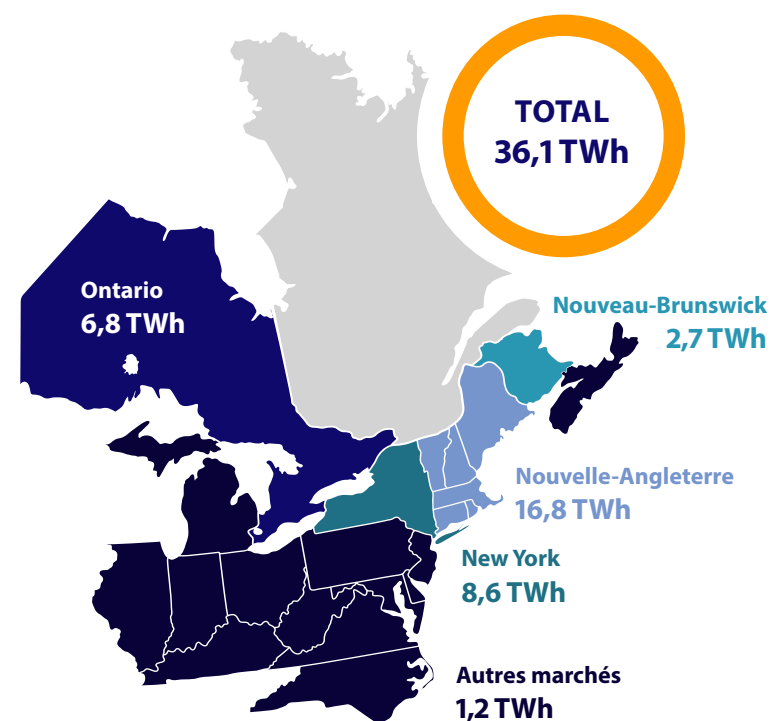 TOTAL
36,1 TWh
Ontario
6,8 TWh
Nouveau-Brunswick
2,7 TWh
Nouvelle-Angleterre
16,8 TWh
New York
8,6 TWh
Autres marchés
1,2 TWh